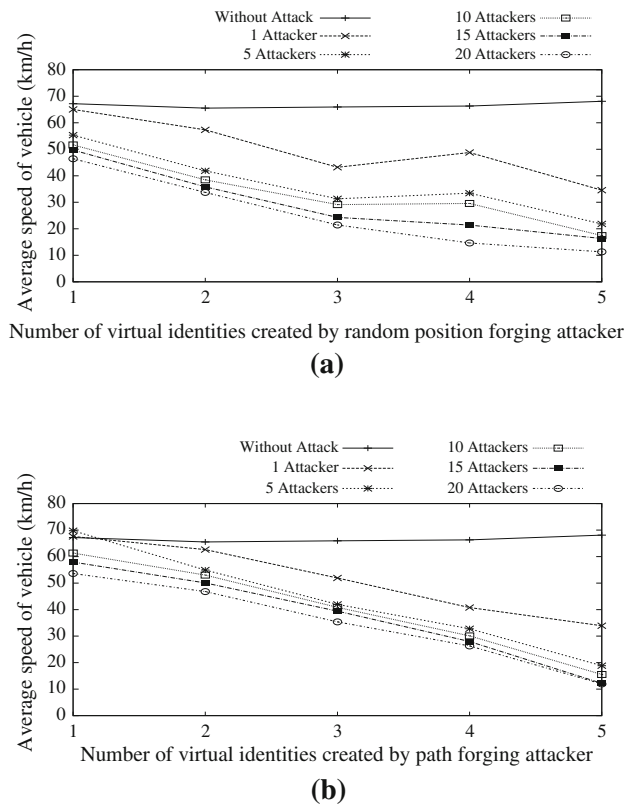 Without Attack
1 Attacker
5 Attackers
10 Attackers
15 Attackers
20 Attackers
Average speed of vehicle (km/h)
80
70
60
50
40
30
20
10
0
1 2 3 4 5
Number of virtual identities created by random position forging attacker
(a)
Without Attack
1 Attacker
5 Attackers
10 Attackers
15 Attackers
20 Attackers
Average speed of vehicle (km/h)
80
70
60
50
40
30
20
10
0
1 2 3 4 5
Number of virtual identities created by path forging attacker
(b)